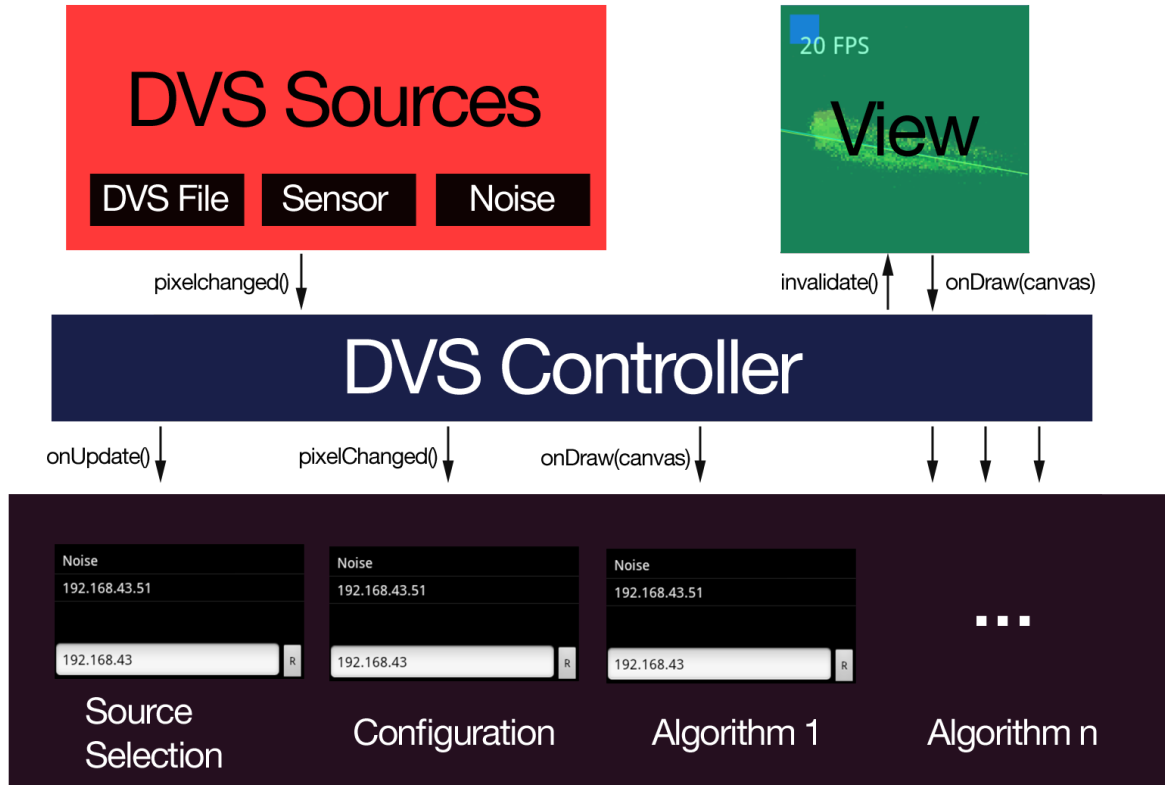 DVS Sources
20 FPS
View
DVS File
Sensor
Noise
pixelchanged()
invalidate()
onDraw(canvas)
DVS Controller
onUpdate()
pixelChanged()
onDraw(canvas)
Noise
192.168.43.51
192.168.43
R
Source
Selection
Noise
192.168.43.51
192.168.43
R
Configuration
Noise
192.168.43.51
192.168.43
R
Algorithm 1
...
Algorithm n